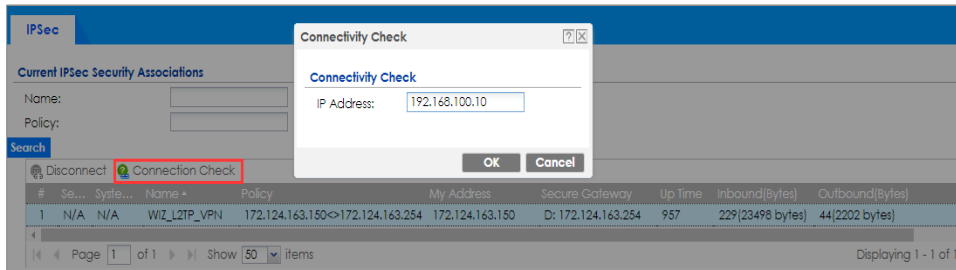 IPSec
Connectivity Check
Current IPSec Security Associations
Connectivity Check
Name:
IP Address: 192.168.100.10
Policy:
Search
OK Cancel
Disconnect Connection Check
# Se... Syste... Name Policy My Address Secure Gateway Up Time Inbound(Bytes) Outbound(Bytes)
1 N/A N/A WIZ_L2TP_VPN 172.124.163.150<>172.124.163.254 172.124.163.150 D: 172.124.163.254 957 229(23498 bytes) 44(2202 bytes)
Page 1 of 1 Show 50 items Displaying 1 - 1 of 1